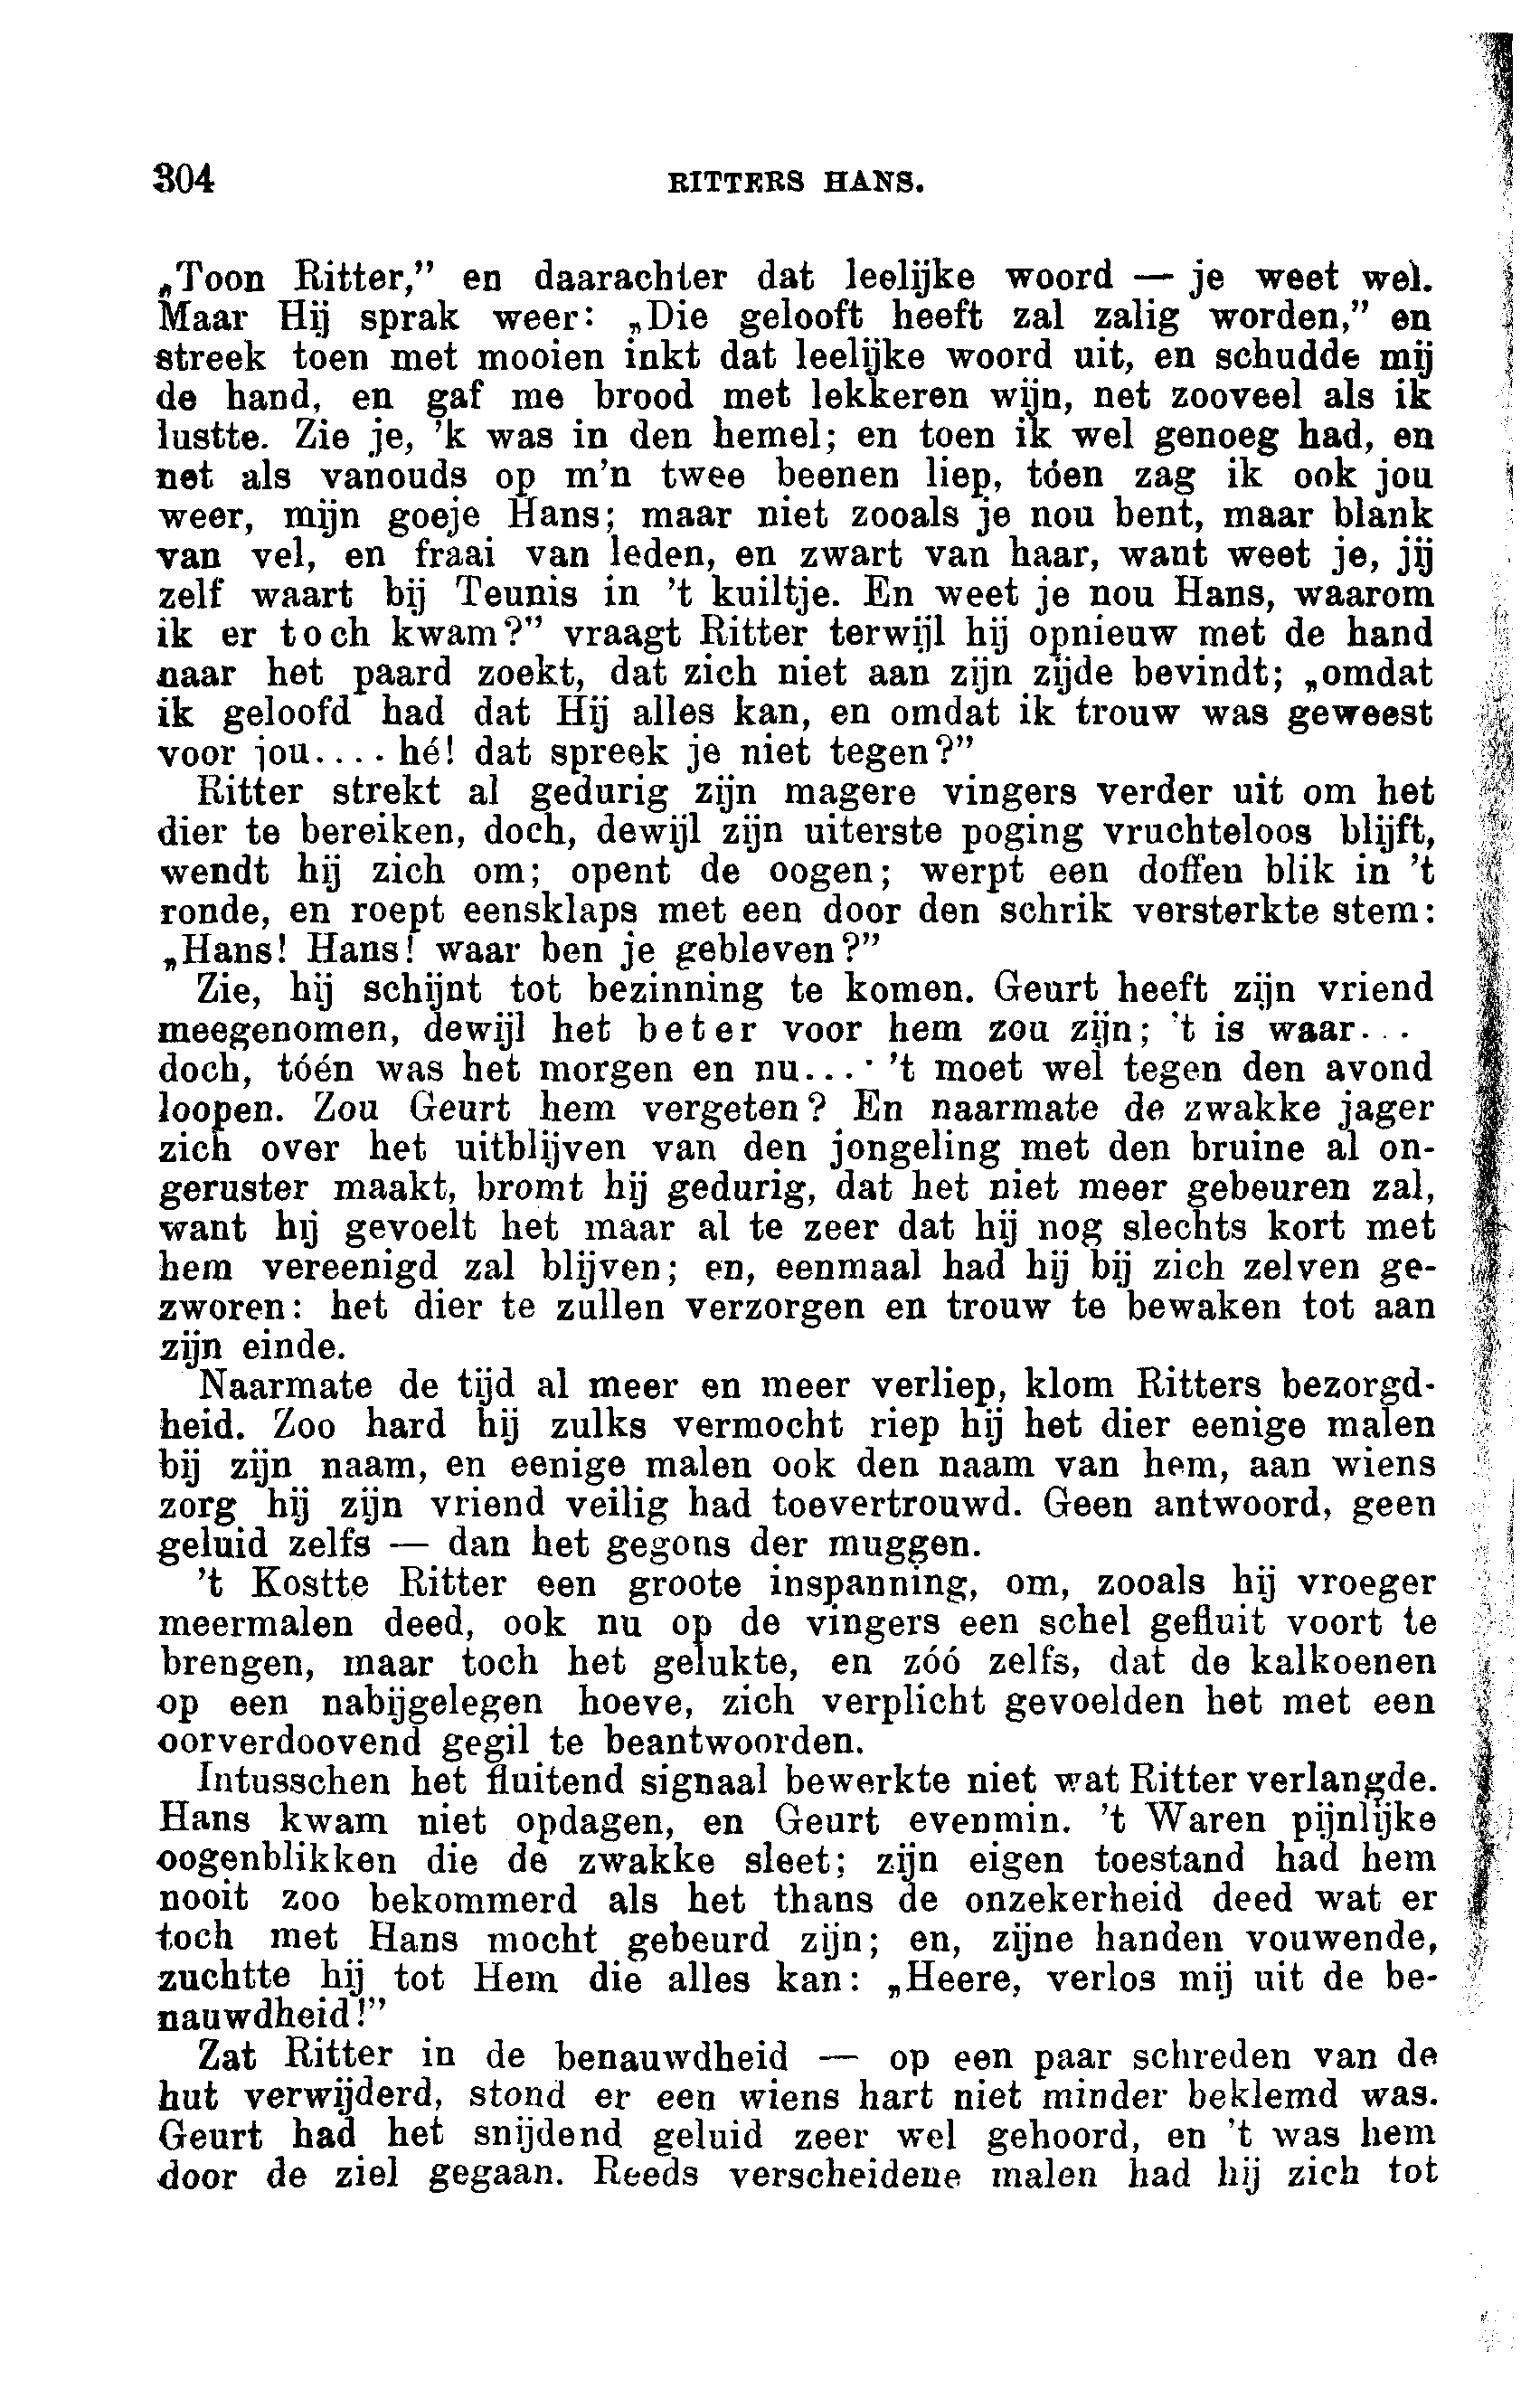 304 RITTERS HANS.
„Toon Ritter,” en daarachter dat leelijke woord — je weet wel.
Maar Hij sprak weer: „Die gelooft heeft zal zalig worden,” en
streek toen met mooien inkt dat leelijke woord uit, en schudde mij
de hand, en gaf me brood met lekkeren wijn, net zooveel als ik
lustte. Zie je, ’k was in den hemel; en toen ik wel genoeg had, en
net als vanouds op m’n twee beenen liep, tóen zag ik ook jou
weer, mijn goeje Hans; maar niet zooals je nou bent, maar blank
van vel, en fraai van leden, en zwart van haar, want weet je, jij
zelf waart bij Teunis in ’t kuiltje. En weet je nou Hans, waarom
ik er toch kwam?” vraagt Ritter terwijl hij opnieuw met de hand
naar het paard zoekt, dat zich niet aan zijn zijde bevindt; „omdat
ik geloofd had dat Hij alles kan, en omdat ik trouw was geweest
voor jou.... hé! dat spreek je niet tegen?”
Ritter strekt al gedurig zijn magere vingers verder uit om het
dier te bereiken, doch, dewijl zijn uiterste poging vruchteloos blijft,
wendt hij zich om; opent de oogen; werpt een doffen blik in ’t
ronde, en roept eensklaps met een door den schrik versterkte stem:
„Hans! Hans! waar ben je gebleven?”
Zie, hij schijnt tot bezinning te komen. Geurt heeft zijn vriend
meegenomen, dewijl het beter voor hem zou zijn; ’t is waar...
doch, tóén was het morgen en nu.... ’t moet wel tegen den avond
loopen. Zou Geurt hem vergeten? En naarmate de zwakke jager
zich over het uitblijven van den jongeling met den bruine al on-
geruster maakt, bromt hij gedurig, dat het niet meer gebeuren zal,
want hij gevoelt het maar al te zeer dat hij nog slechts kort met
hem vereenigd zal blijven; en, eenmaal had hij bij zich zelven ge-
zworen: het dier te zullen verzorgen en trouw te bewaken tot aan
zijn einde.
Naarmate de tijd al meer en meer verliep, klom Ritters bezorgd-
heid. Zoo hard hij zulks vermocht riep hij het dier eenige malen
bij zijn naam, en eenige malen ook den naam van hem, aan wiens
zorg hij zijn vriend veilig had toevertrouwd. Geen antwoord, geen
geluid zelfs — dan het gegons der muggen.
’t Kostte Ritter een groote inspanning, om, zooals hij vroeger
meermalen deed, ook nu op de vingers een schel gefluit voort te
brengen, maar toch het gelukte, en zóó zelfs, dat de kalkoenen
op een nabijgelegen hoeve, zich verplicht gevoelden het met een
oorverdoovend gegil te beantwoorden.
Intusschen het fluitend signaal bewerkte niet wat Ritter verlangde.
Hans kwam niet opdagen, en Geurt evenmin. ’t Waren pijnlijke
oogenblikken die de zwakke sleet; zijn eigen toestand had hem
nooit zoo bekommerd als het thans de onzekerheid deed wat er
toch met Hans mocht gebeurd zijn; en, zijne handen vouwende,
zuchtte hij tot Hem die alles kan: „Heere, verlos mij uit de be-
nauwdheid!”
Zat Ritter in de benauwdheid — op een paar schreden van de
hut verwijderd, stond er een wiens hart niet minder beklemd was.
Geurt had het snijdend geluid zeer wel gehoord, en ’t was hem
door de ziel gegaan. Reeds verscheidene malen had hij zich tot